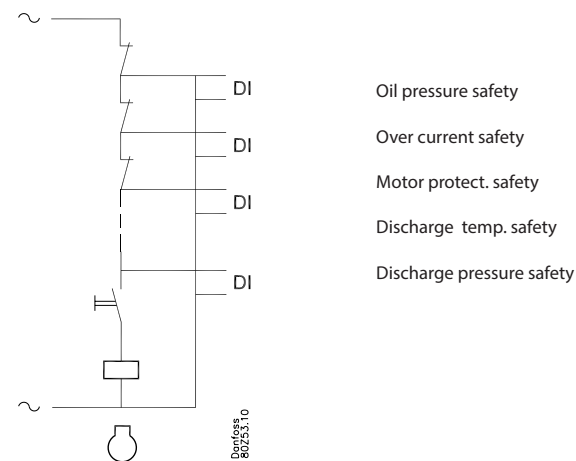 DI
DI
DI
DI
Oil pressure safety
Over current safety
Motor protect. safety
Discharge temp. safety
Discharge pressure safety
Danfoss
80Z53.10